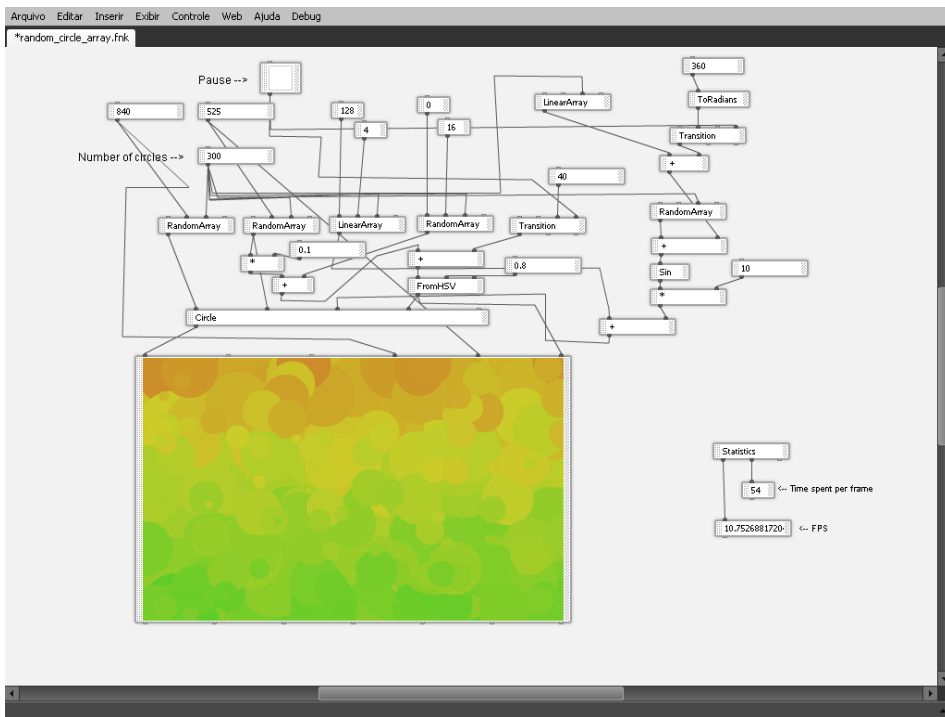 Arquivo Editar Inserir Exibir Controle Web Ajuda Debug
*random_circle_array.fnk
Pause -->
360
840
525
128
0
LinearArray
ToRadians
4
16
Transition
Number of circles -->
300
+
40
RandomArray
RandomArray
RandomArray
LinearArray
RandomArray
Transition
0.1
+
*
+
0.8
Sin
10
+
FromHSV
*
Circle
+
Statistics
54
<-- Time spent per frame
10.7526881720
<-- FPS